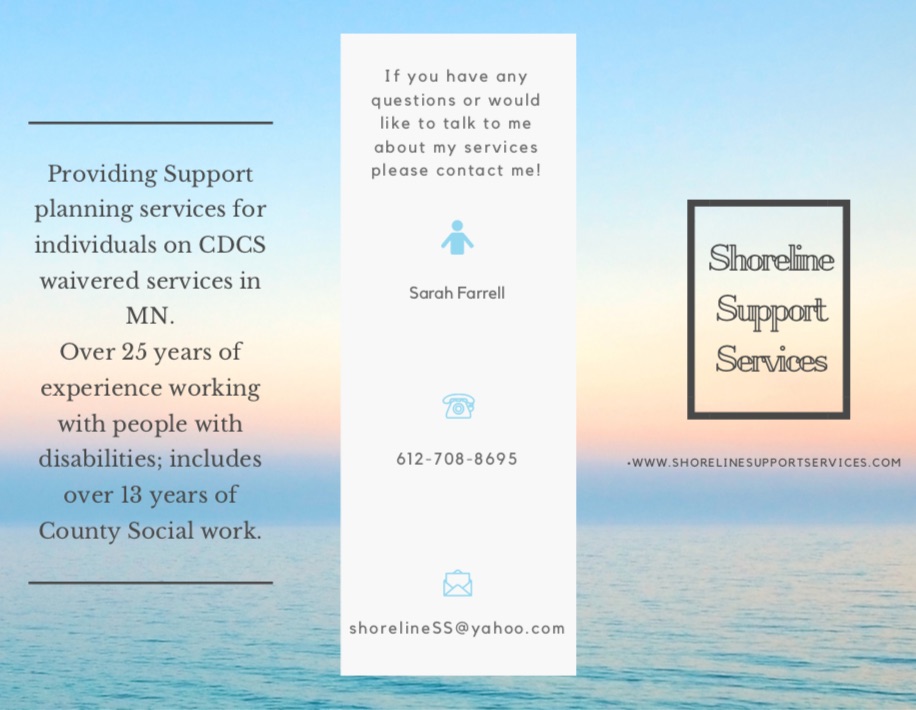 Providing Support
planning services for
individuals on CDCS
waivered services in
MN.
Over 25 years of
experience working
with people with
disabilities; includes
over 13 years of
County Social work.
If you have any
questions or would
like to talk to me
about my services
please contact me!
Sarah Farrell
612-708-8695
shorelineSS@yahoo.com
Shoreline
Support
Services
•WWW.SHORELINESUPPORTSERVICES.COM